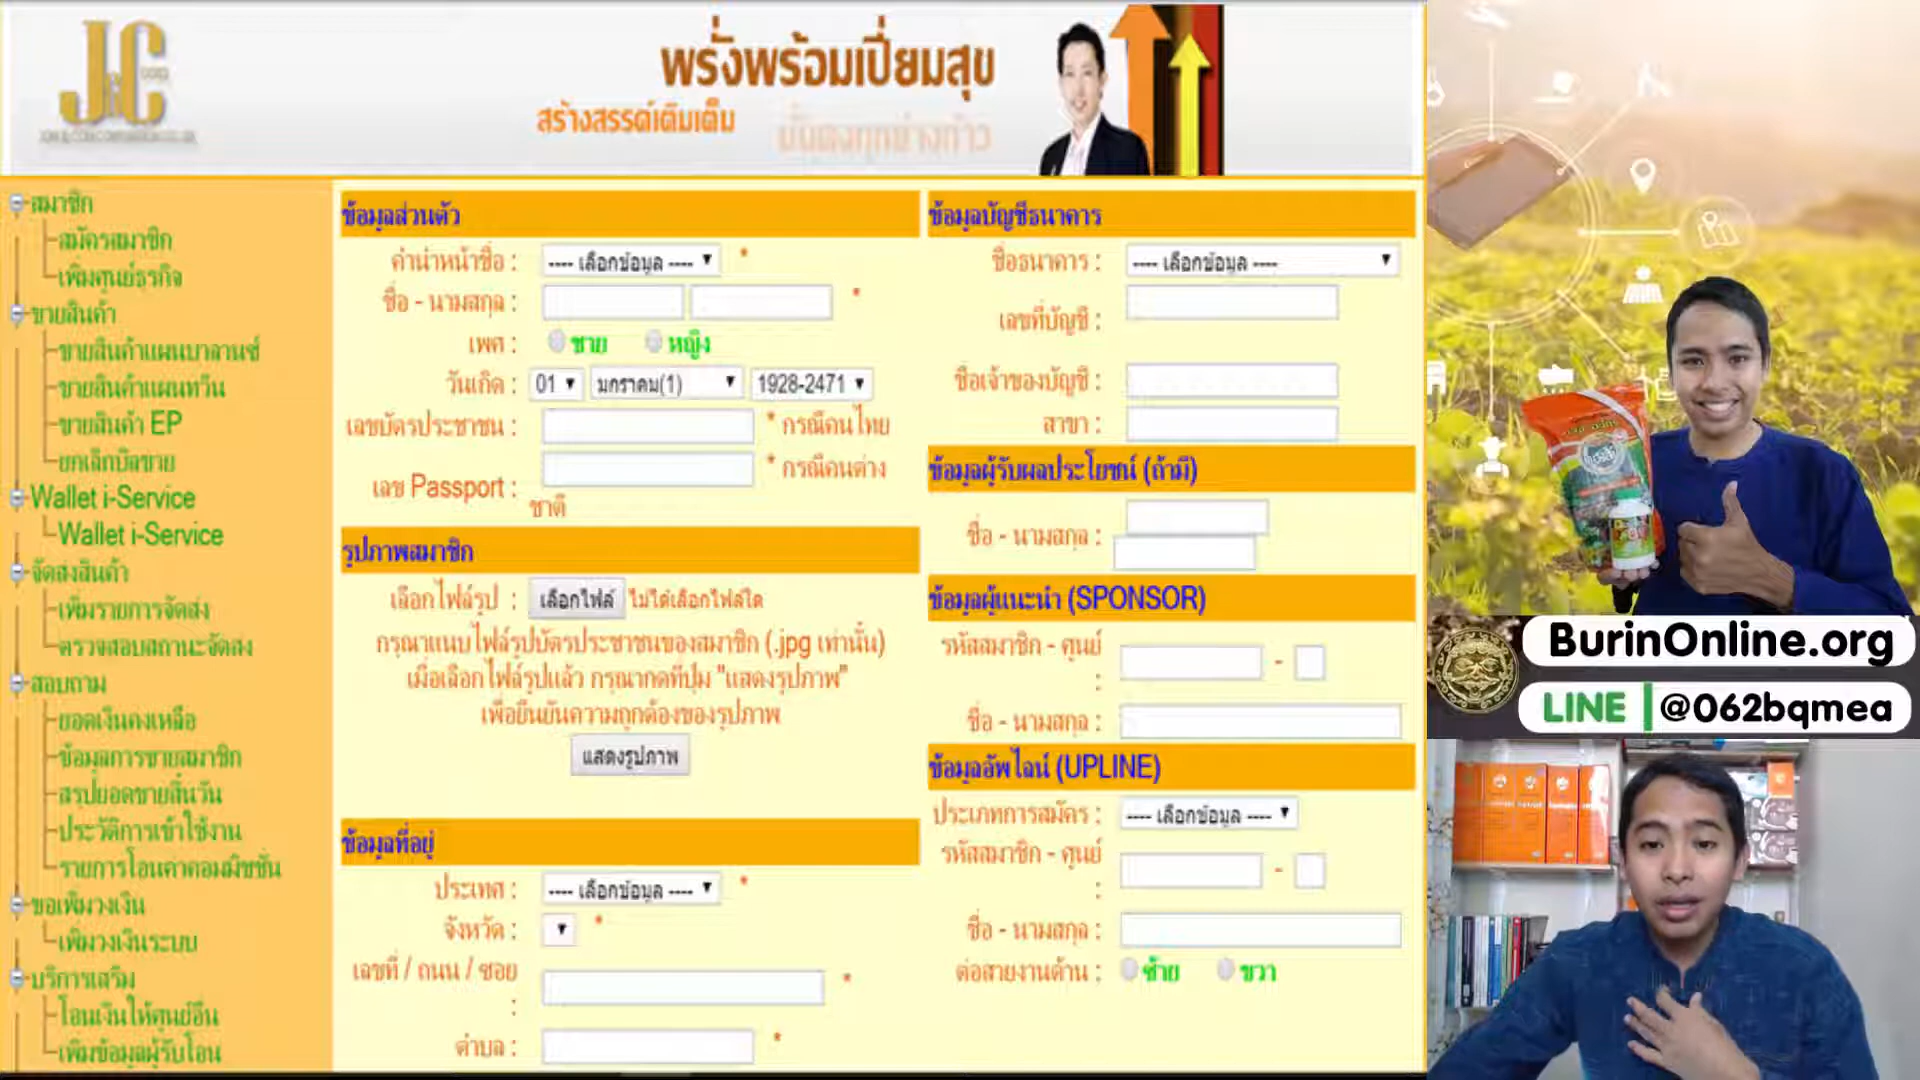 J&C
พรั่งพร้อมเปี่ยมสุข
สร้างสรรค์เติมเต็ม
มั่นคงทุกย่างก้าว
สมาชิก
สมัครสมาชิก
เพิ่มศูนย์ธุรกิจ
ขายสินค้า
ขายสินค้าแผนบาลานซ์
ขายสินค้าแผนทวีน
ขายสินค้า EP
ยกเลิกบิลขาย
Wallet i-Service
Wallet i-Service
จัดส่งสินค้า
เพิ่มรายการจัดส่ง
ตรวจสอบสถานะจัดส่ง
สอบถาม
ยอดเงินคงเหลือ
ข้อมูลการขายสมาชิก
สรุปยอดขายสิ้นวัน
ประวัติการเข้าใช้งาน
รายการโอนค่าคอมมิชชั่น
ขอเพิ่มวงเงิน
เพิ่มวงเงินระบบ
บริการเสริม
โอนเงินให้ศูนย์อื่น
เพิ่มข้อมูลผู้รับโอน
ข้อมูลส่วนตัว
คำนำหน้าชื่อ : ---- เลือกข้อมูล ---- *
ชื่อ - นามสกุล : *
เพศ : ชาย หญิง
วันเกิด : 01 มกราคม(1) 1928-2471
เลขบัตรประชาชน : * กรณีคนไทย
เลข Passport : * กรณีคนต่าง
ชาติ
รูปภาพสมาชิก
เลือกไฟล์รูป : เลือกไฟล์ ไม่ได้เลือกไฟล์ใด
กรุณาแนบไฟล์รูปบัตรประชาชนของสมาชิก (.jpg เท่านั้น)
เมื่อเลือกไฟล์รูปแล้ว กรุณากดที่ปุ่ม "แสดงรูปภาพ"
เพื่อยืนยันความถูกต้องของรูปภาพ
แสดงรูปภาพ
ข้อมูลที่อยู่
ประเทศ : ---- เลือกข้อมูล ---- *
จังหวัด : *
เลขที่ / ถนน / ซอย
: *
ตำบล : *
ข้อมูลบัญชีธนาคาร
ชื่อธนาคาร : ---- เลือกข้อมูล ----
เลขที่บัญชี :
ชื่อเจ้าของบัญชี :
สาขา :
ข้อมูลผู้รับผลประโยชน์ (ถ้ามี)
ชื่อ - นามสกุล :
ข้อมูลผู้แนะนำ (SPONSOR)
รหัสสมาชิก - ศูนย์
: -
ชื่อ - นามสกุล :
ข้อมูลอัพไลน์ (UPLINE)
ประเภทการสมัคร : ---- เลือกข้อมูล ----
รหัสสมาชิก - ศูนย์
: -
ชื่อ - นามสกุล :
ต่อสายงานด้าน : ซ้าย ขวา
BurinOnline.org
LINE | @062bqmea